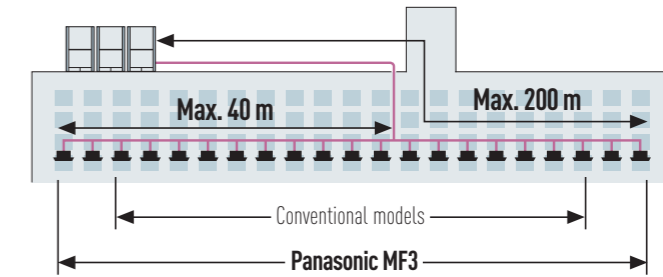 Max. 40 m
Max. 200 m
Conventional models
Panasonic MF3